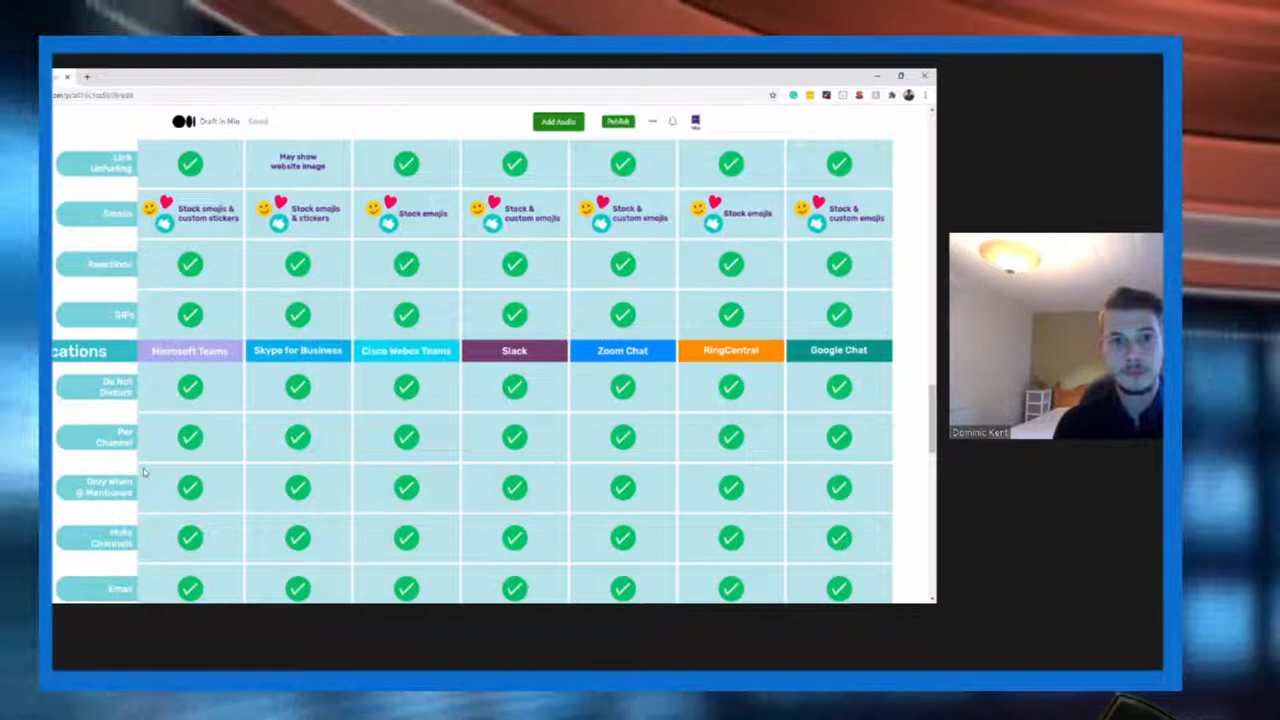 Draft in Mio Saved
Add Audio
Publish
Link
Unfurling
May show
website image
Emojis
Stock emojis &
custom stickers
Stock emojis
& stickers
Stock emojis
Stock &
custom emojis
Stock &
custom emojis
Stock emojis
Stock &
custom emojis
Reactions
GIFs
cations
Microsoft Teams
Skype for Business
Cisco Webex Teams
Slack
Zoom Chat
RingCentral
Google Chat
Do Not
Disturb
Per
Channel
Only When
@ Mentioned
Mute
Channels
Email
Dominic Kent